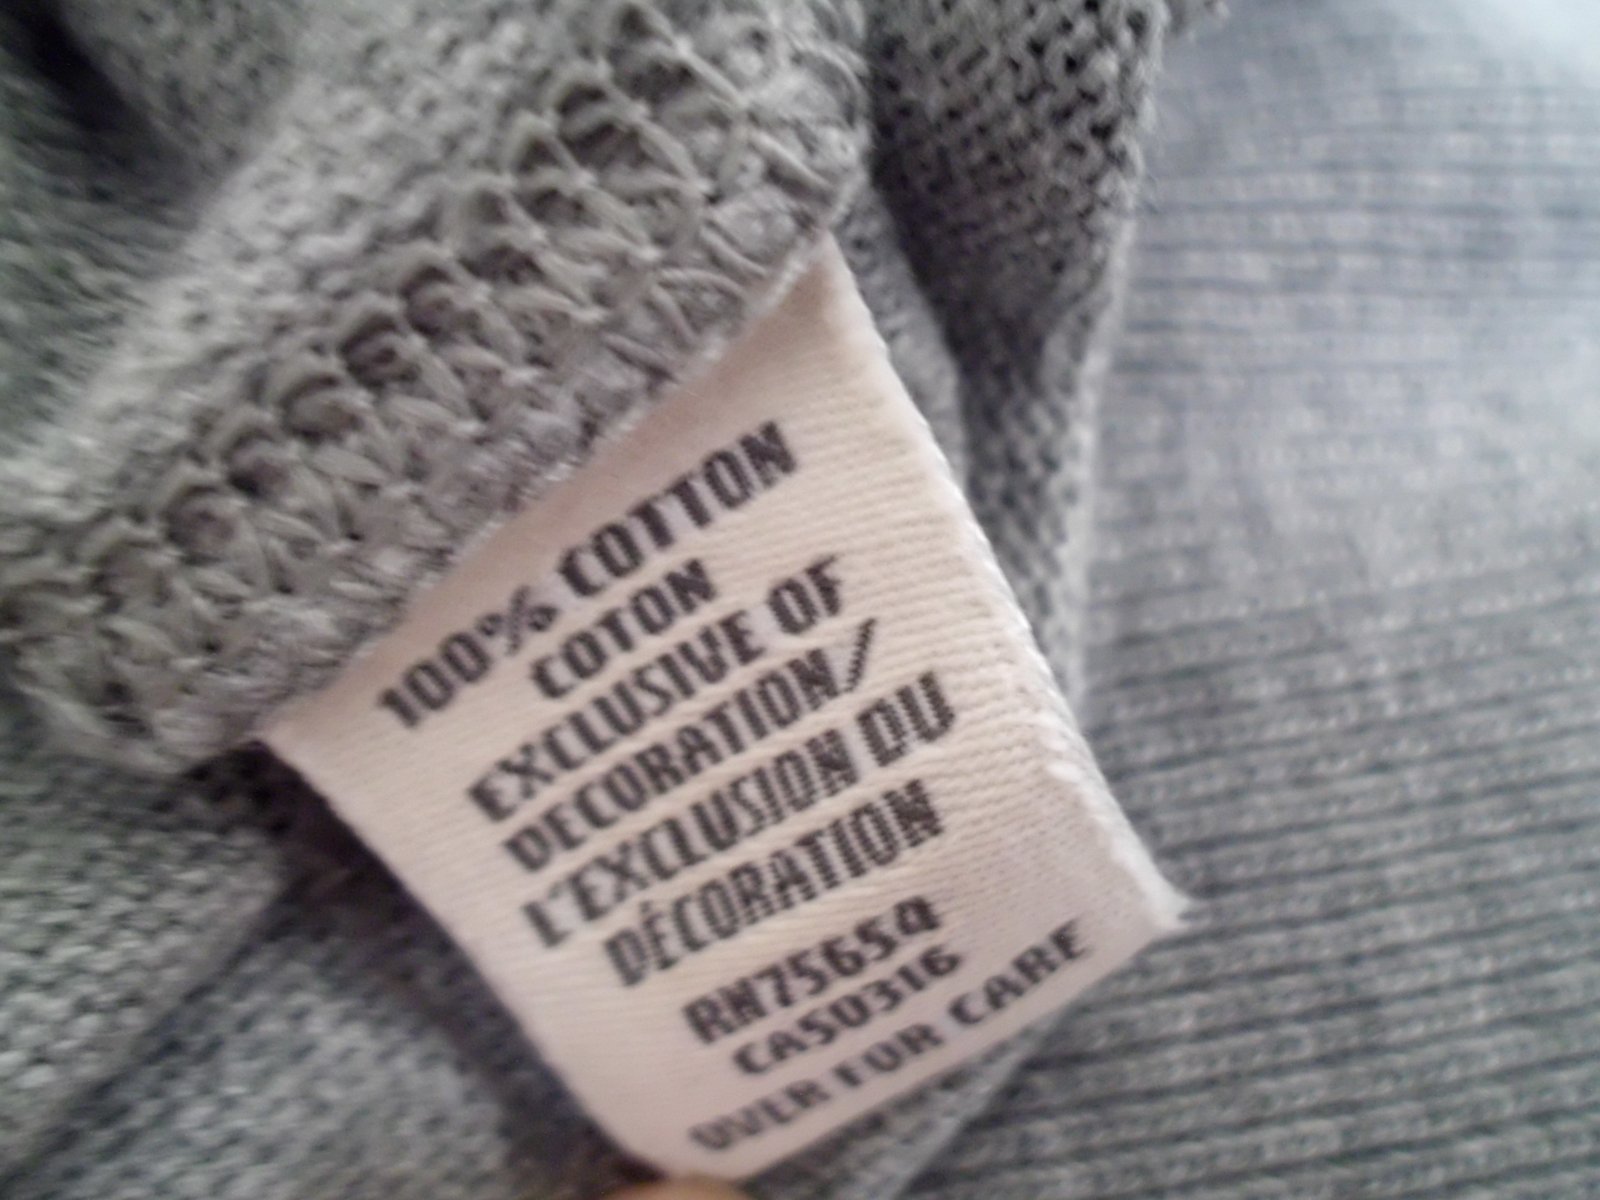 100% COTTON
COTON
EXCLUSIVE OF
DECORATION/
L'EXCLUSION DU
DÉCORATION
RN75654
CA50316
OVER FOR CARE